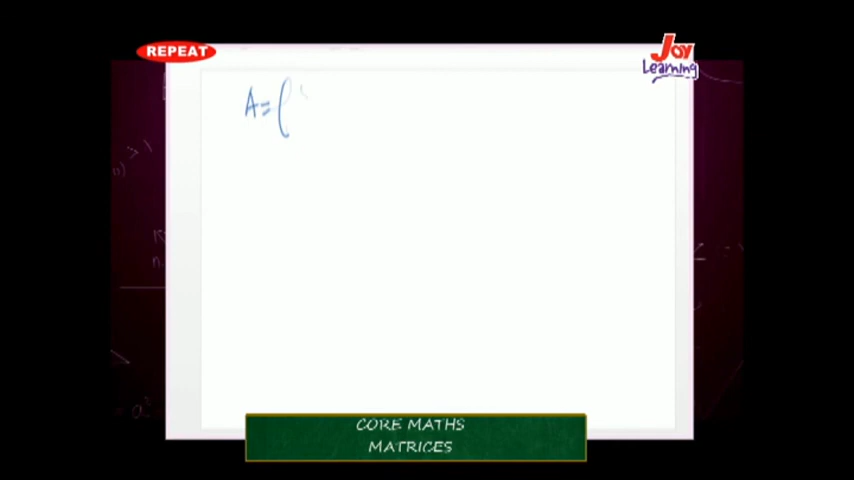 REPEAT
Joy
Learning
A = (
CORE MATHS
MATRICES